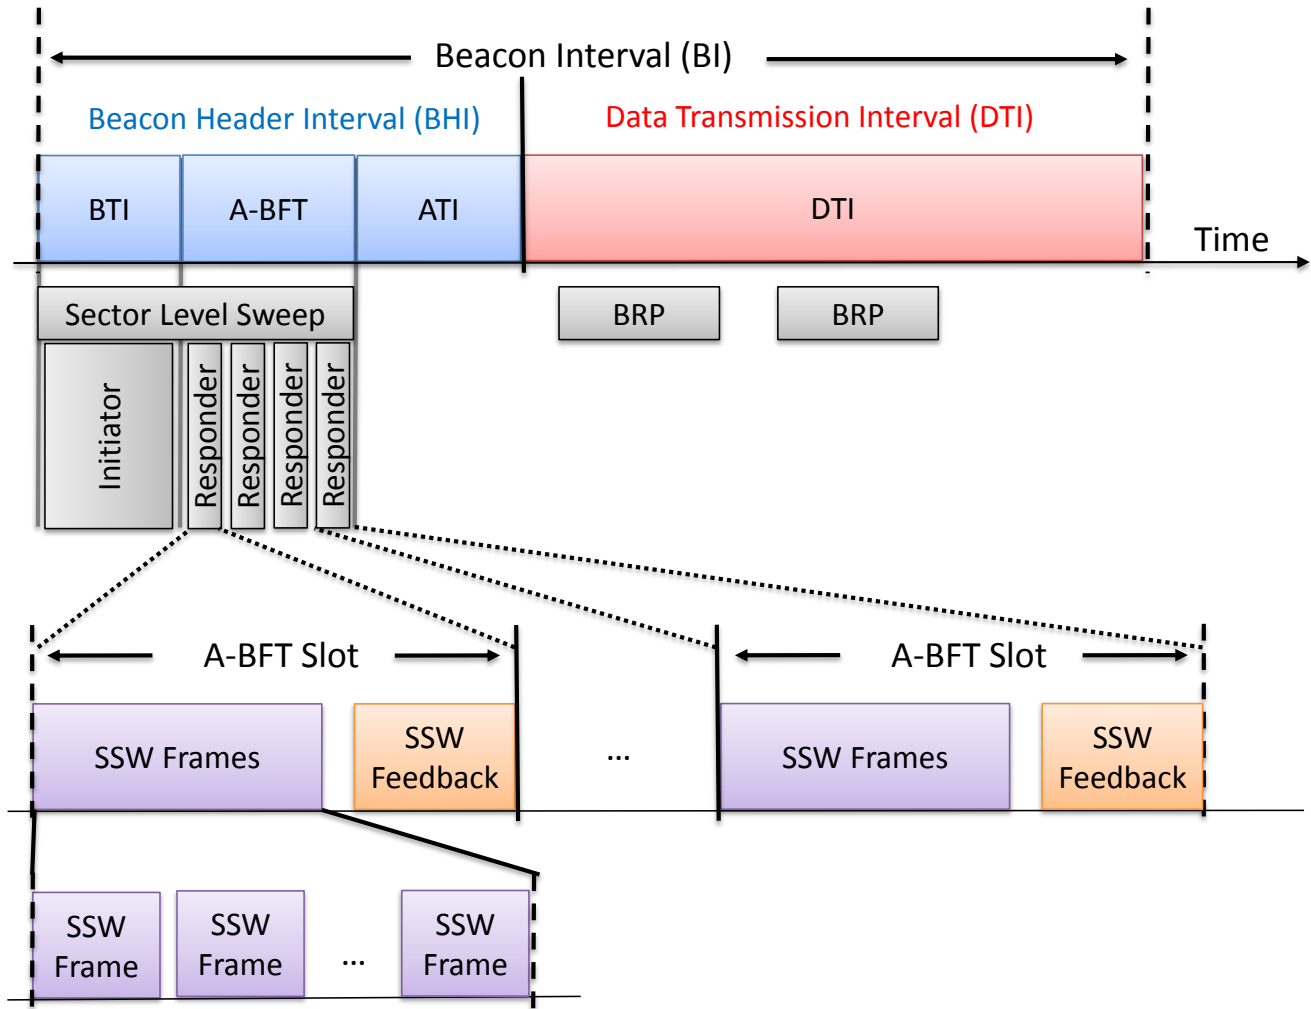 Beacon Interval (BI)
Beacon Header Interval (BHI)
Data Transmission Interval (DTI)
BTI
A-BFT
ATI
DTI
Time
Sector Level Sweep
BRP
BRP
Initiator
Responder
Responder
Responder
Responder
A-BFT Slot
A-BFT Slot
SSW Frames
SSW
Feedback
...
SSW Frames
SSW
Feedback
SSW
Frame
SSW
Frame
...
SSW
Frame